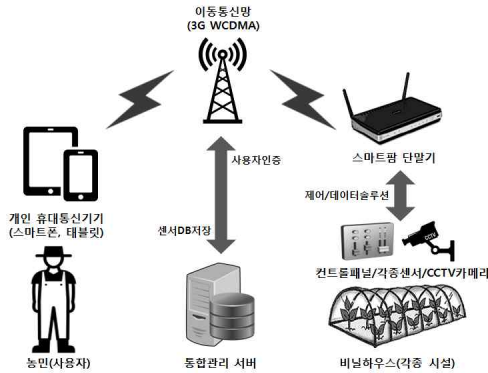 이동통신망
(3G WCDMA)
사용자인증
스마트팜 단말기
제어/데이터솔루션
개인 휴대통신기기
(스마트폰, 태블릿)
센서DB저장
CCTV
컨트롤패널/각종센서/CCTV카메라
농민(사용자)
통합관리 서버
비닐하우스(각종 시설)